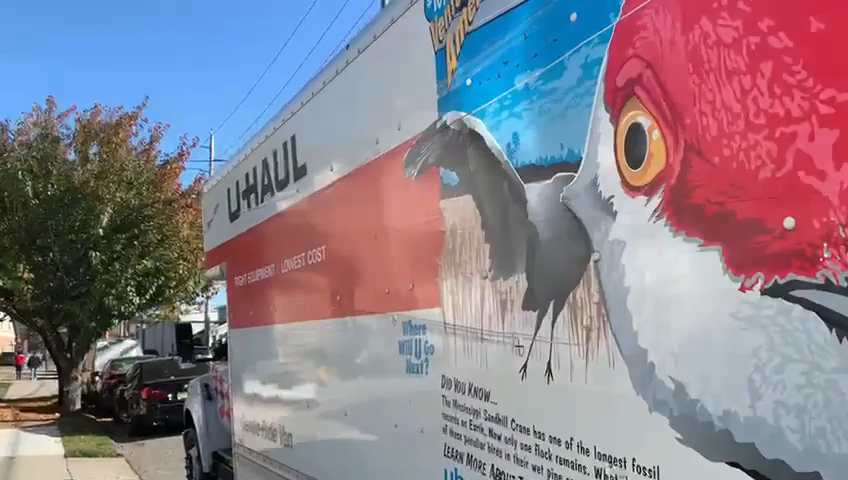 U-HAUL
RIGHT EQUIPMENT / LOWEST COST
Where
Will U Go
Next?
DID YOU KNOW...
The Mississippi Sandhill Crane has one of the longest fossil
records on Earth. Now only one flock remains. What's
of these peculiar birds in their wet pine
LEARN MORE ABOUT